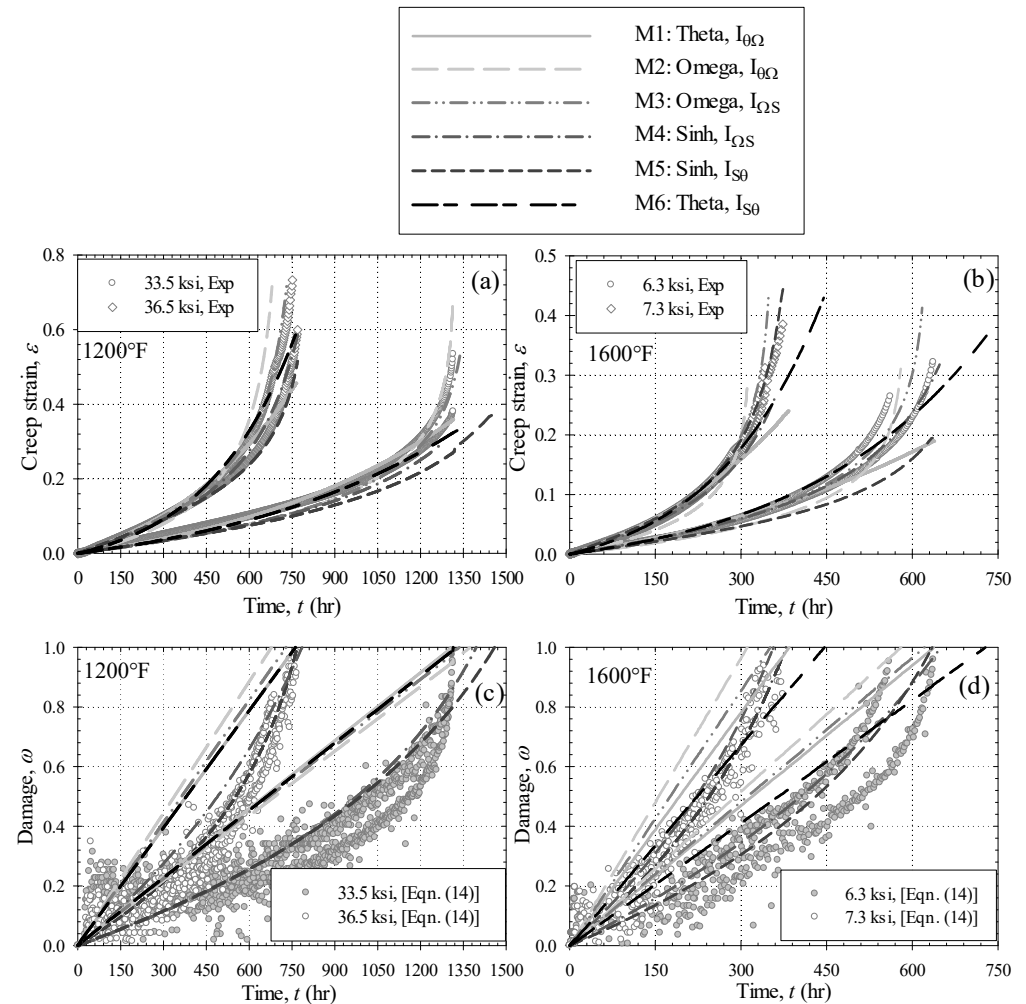 M1: Theta, IθΩ
M2: Omega, IθΩ
M3: Omega, IΩS
M4: Sinh, IΩS
M5: Sinh, ISθ
M6: Theta, ISθ
(a)
33.5 ksi, Exp
36.5 ksi, Exp
1200°F
Creep strain, ε
0.8
0.6
0.4
0.2
0.0
0 150 300 450 600 750 900 1050 1200 1350 1500
Time, t (hr)
(b)
6.3 ksi, Exp
7.3 ksi, Exp
1600°F
Creep strain, ε
0.5
0.4
0.3
0.2
0.1
0.0
0 150 300 450 600 750
Time, t (hr)
1200°F
(c)
Damage, ω
1.0
0.8
0.6
0.4
0.2
0.0
33.5 ksi, [Eqn. (14)]
36.5 ksi, [Eqn. (14)]
0 150 300 450 600 750 900 1050 1200 1350 1500
Time, t (hr)
1600°F
(d)
Damage, ω
1.0
0.8
0.6
0.4
0.2
0.0
6.3 ksi, [Eqn. (14)]
7.3 ksi, [Eqn. (14)]
0 150 300 450 600 750
Time, t (hr)